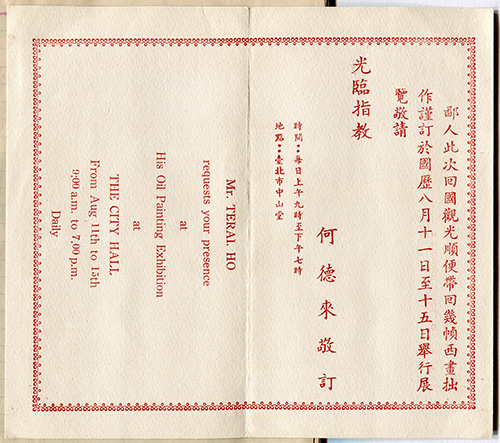 鄙人此次回國觀光順便帶回幾幀西畫拙
作謹訂於國歷八月十一日至十五日舉行展
覽敬請
光臨指教
何德來敬訂
時間：每日上午九時至下午七時
地點：臺北市中山堂
Mr. TERAI HO
requests your presence
at
His Oil Painting Exhibition
at
THE CITY HALL
From Aug 11th to 15th
9:00 a.m. to 7.00 p.m.
Daily